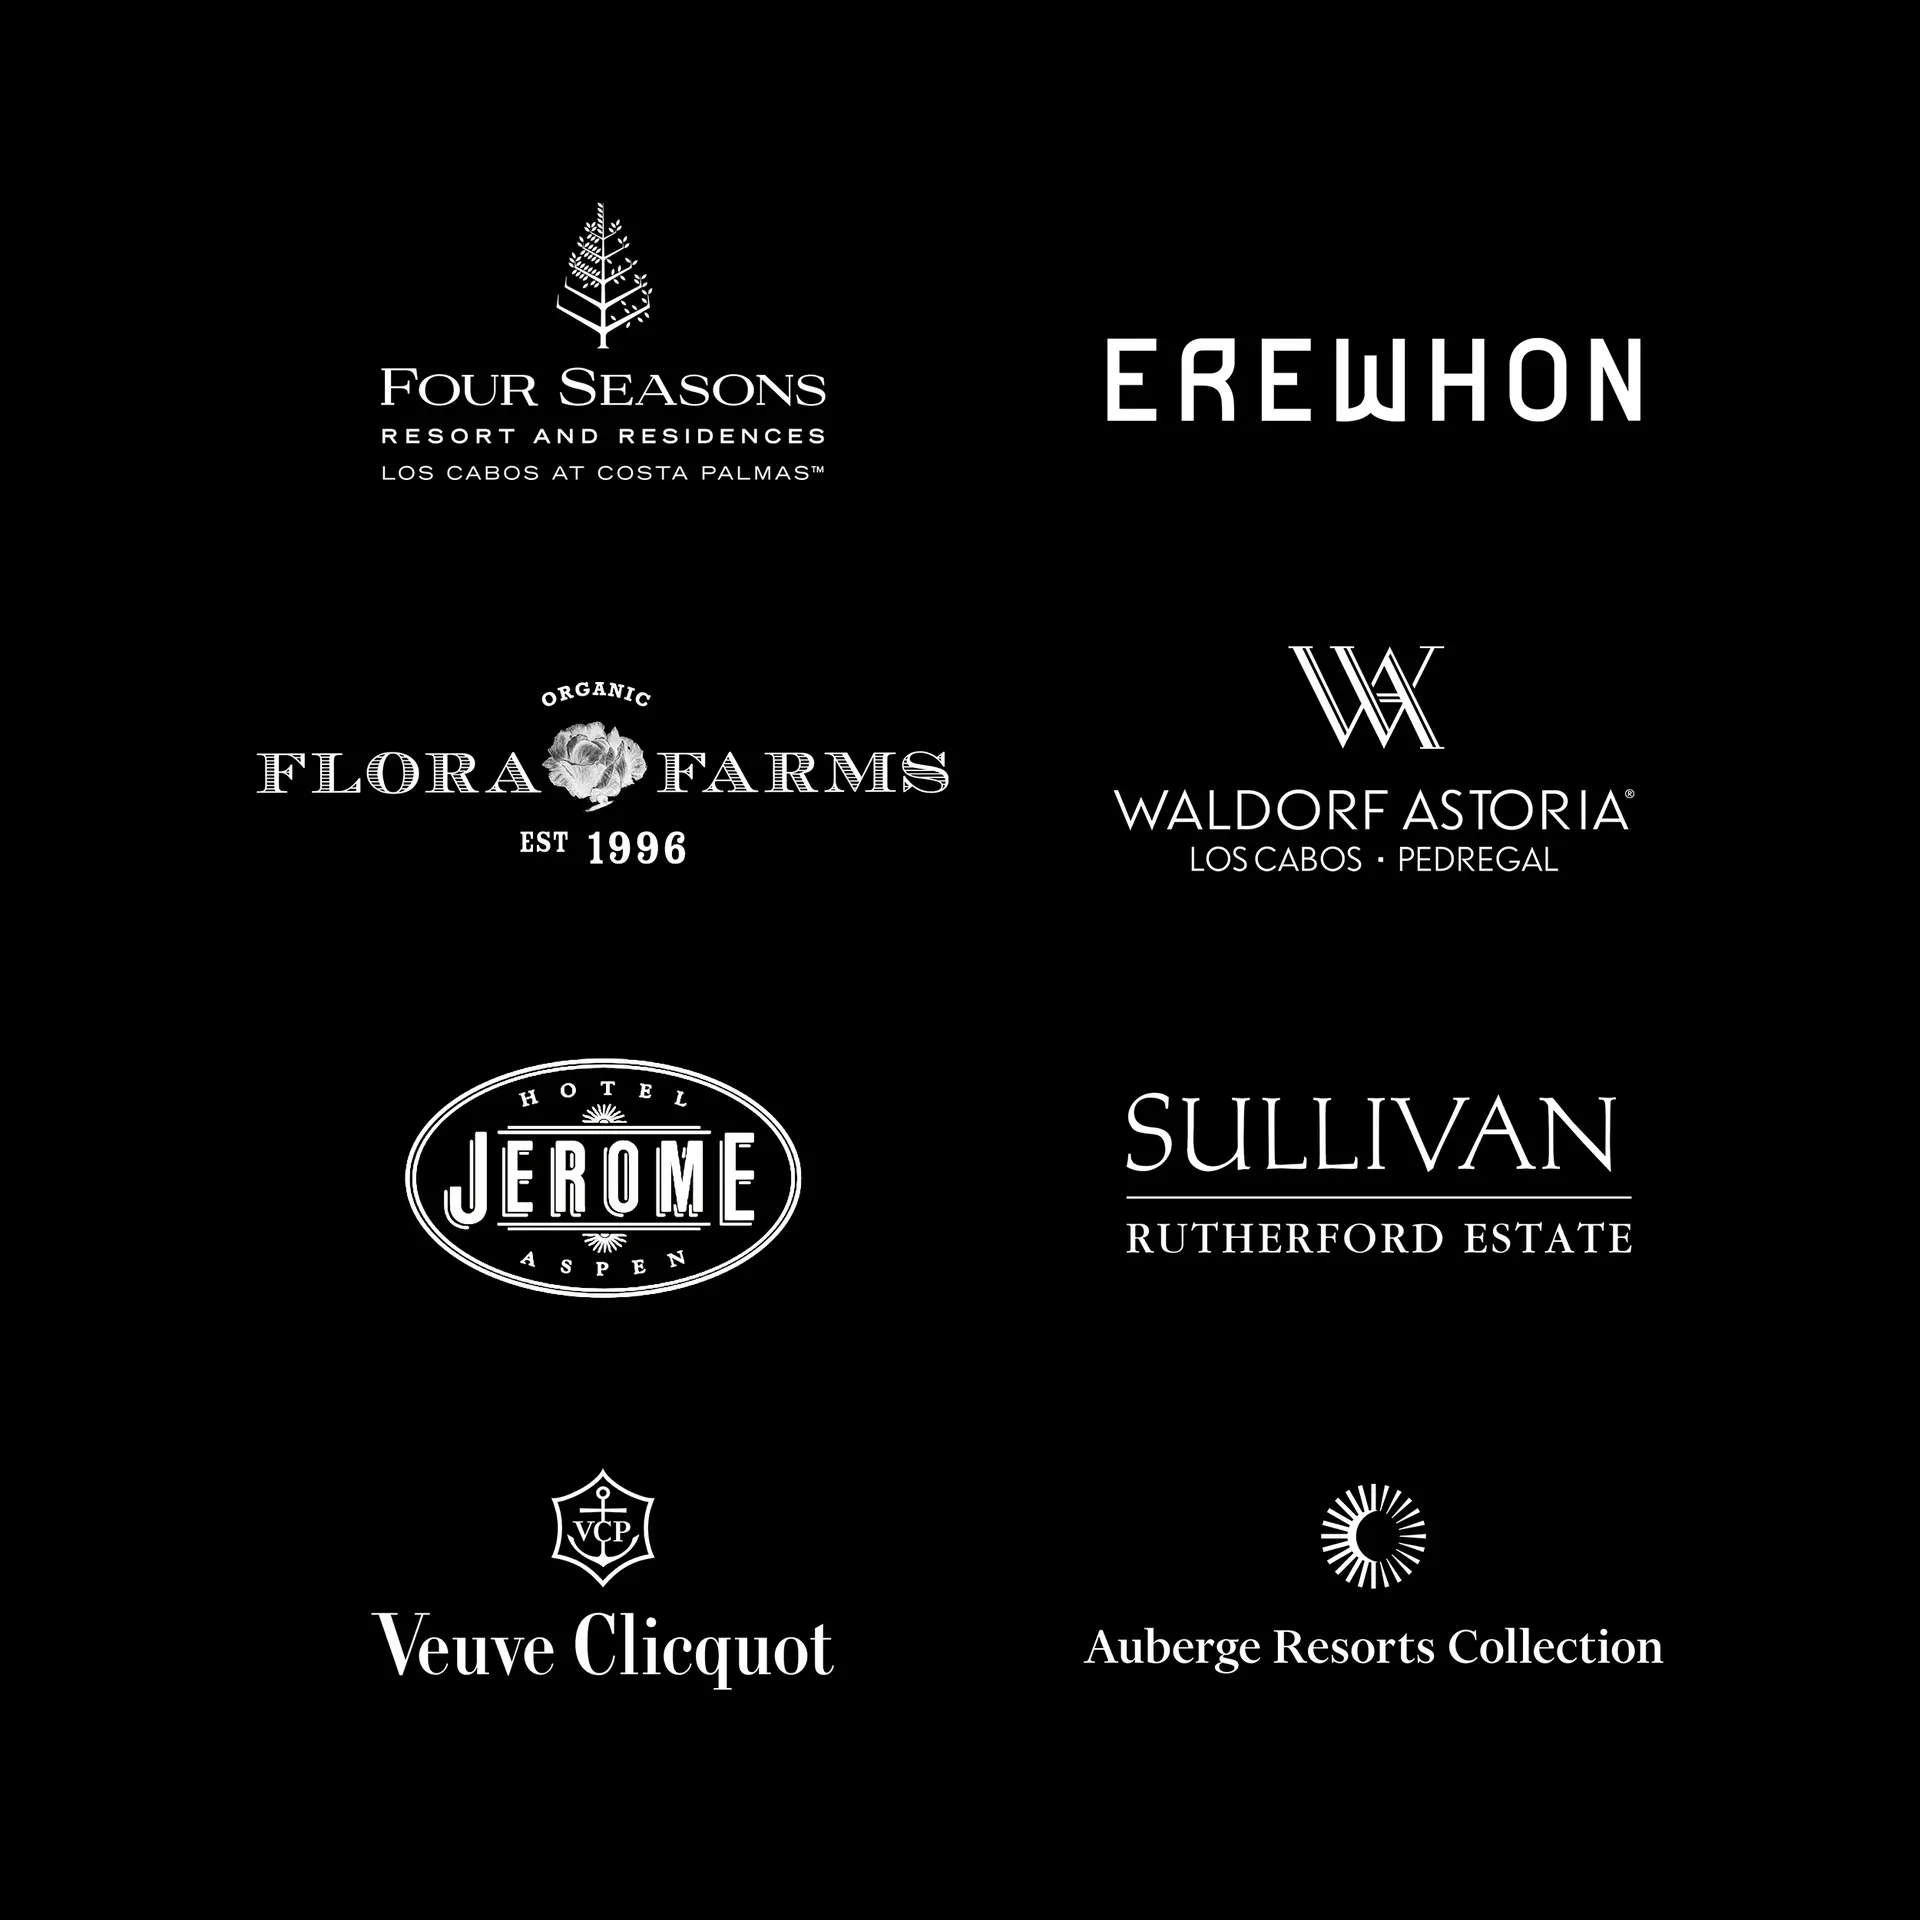 FOUR SEASONS
RESORT AND RESIDENCES
LOS CABOS AT COSTA PALMAS™
EREWHON
ORGANIC
FLORA FARMS
EST 1996
WA
WALDORF ASTORIA®
LOS CABOS · PEDREGAL
HOTEL
JEROME
ASPEN
SULLIVAN
RUTHERFORD ESTATE
VCP
Veuve Clicquot
Auberge Resorts Collection